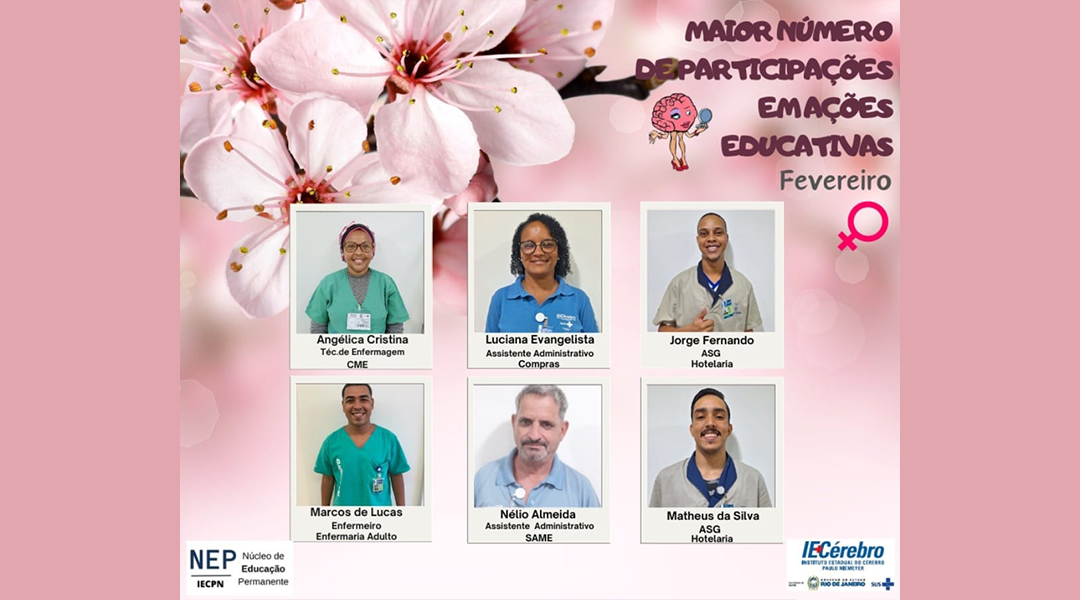 MAIOR NÚMERO
DE PARTICIPAÇÕES
EM AÇÕES
EDUCATIVAS
Fevereiro
Angélica Cristina
Téc.de Enfermagem
CME
Luciana Evangelista
Assistente Administrativo
Compras
Jorge Fernando
ASG
Hotelaria
Marcos de Lucas
Enfermeiro
Enfermaria Adulto
Nélio Almeida
Assistente Administrativo
SAME
Matheus da Silva
ASG
Hotelaria
NEP
IECPN
Núcleo de
Educação
Permanente
IECérebro
INSTITUTO ESTADUAL DO CÉREBRO
PAULO NIEMEYER
RIO DE JANEIRO
SUS